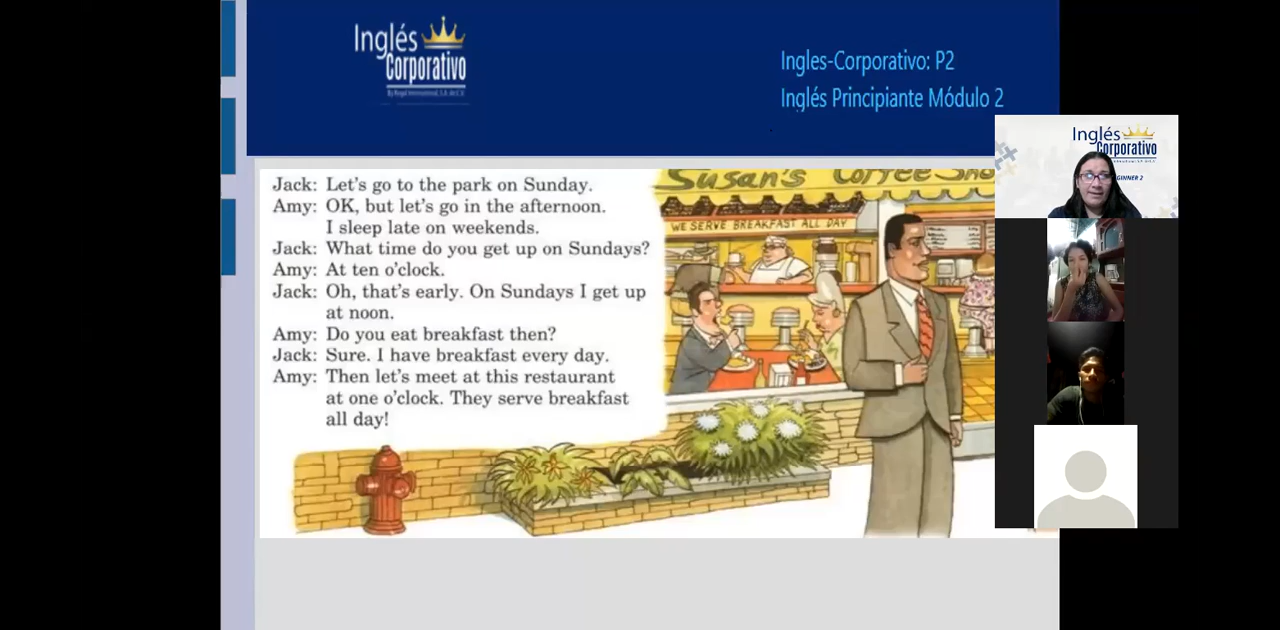 Inglés
Corporativo
Ingles-Corporativo: P2
Inglés Principiante Módulo 2
Inglés
Corporativo
Jack: Let's go to the park on Sunday.
Amy: OK, but let's go in the afternoon.
I sleep late on weekends.
Jack: What time do you get up on Sundays?
Amy: At ten o'clock.
Jack: Oh, that's early. On Sundays I get up
at noon.
Amy: Do you eat breakfast then?
Jack: Sure. I have breakfast every day.
Amy: Then let's meet at this restaurant
at one o'clock. They serve breakfast
all day!
Susan's Coffee Sho
WE SERVE BREAKFAST ALL DAY